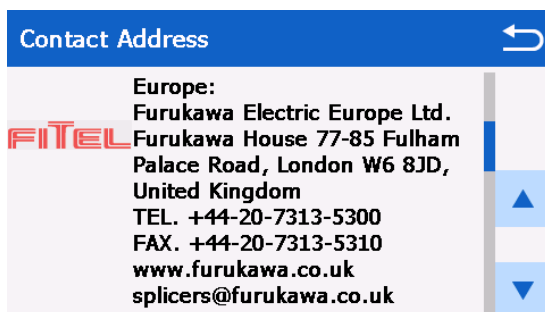 Contact Address
Europe:
Furukawa Electric Europe Ltd.
FITEL
Furukawa House 77-85 Fulham
Palace Road, London W6 8JD,
United Kingdom
TEL. +44-20-7313-5300
FAX. +44-20-7313-5310
www.furukawa.co.uk
splicers@furukawa.co.uk